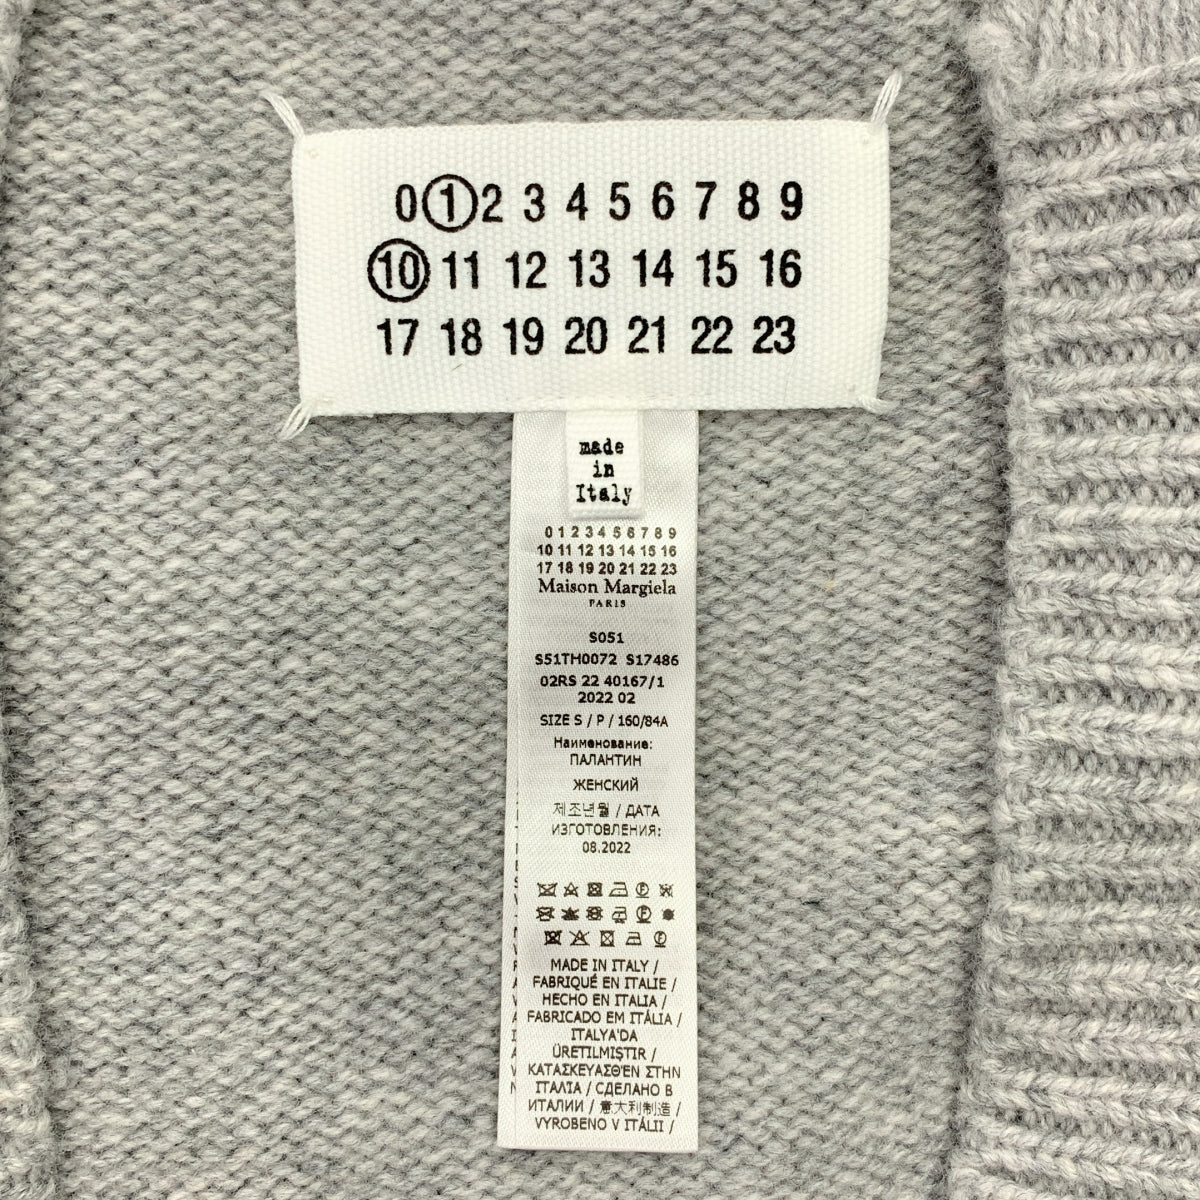 0 1 2 3 4 5 6 7 8 9
10 11 12 13 14 15 16
17 18 19 20 21 22 23
made
in
Italy
0 1 2 3 4 5 6 7 8 9
10 11 12 13 14 15 16
17 18 19 20 21 22 23
Maison Margiela
PARIS
S051
S51TH0072 S17486
02RS 22 40167/1
2022 02
SIZE S / P / 160/84A
Наименование:
ПАЛАНТИН
ЖЕНСКИЙ
제조년월 / ДАТА
ИЗГОТОВЛЕНИЯ:
08.2022
MADE IN ITALY /
FABRIQUÉ EN ITALIE /
HECHO EN ITALIA /
FABRICADO EM ITÁLIA /
ITALYA'DA
ÜRETILMIŞTIR /
ΚΑΤΑΣΚΕΥΑΣΘΈΝ ΣΤΗΝ
ΙΤΑΛΊΑ / СДЕЛАНО В
ИТАЛИИ / 意大利制造 /
VYROBENO V ITÁLII /